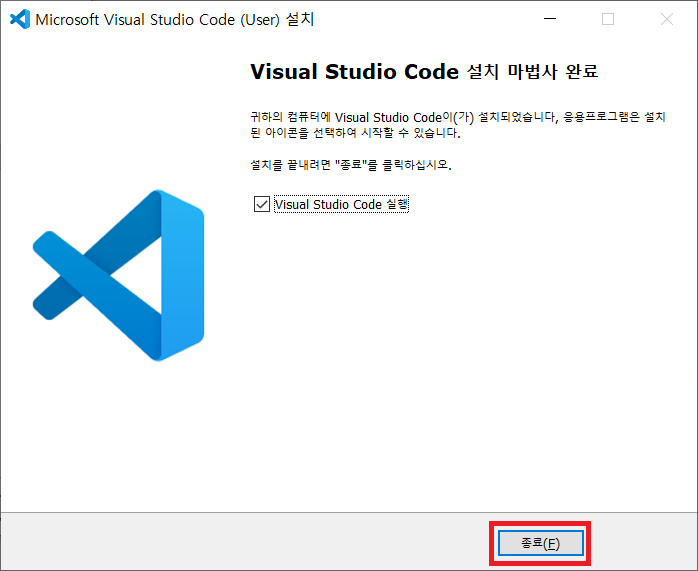 Microsoft Visual Studio Code (User) 설치
Visual Studio Code 설치 마법사 완료
귀하의 컴퓨터에 Visual Studio Code이(가) 설치되었습니다, 응용프로그램은 설치
된 아이콘을 선택하여 시작할 수 있습니다.
설치를 끝내려면 "종료"를 클릭하십시오.
Visual Studio Code 실행
종료(F)